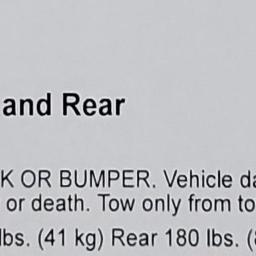 and Rear
K OR BUMPER. Vehicle da
or death. Tow only from to
lbs. (41 kg) Rear 180 lbs. (8